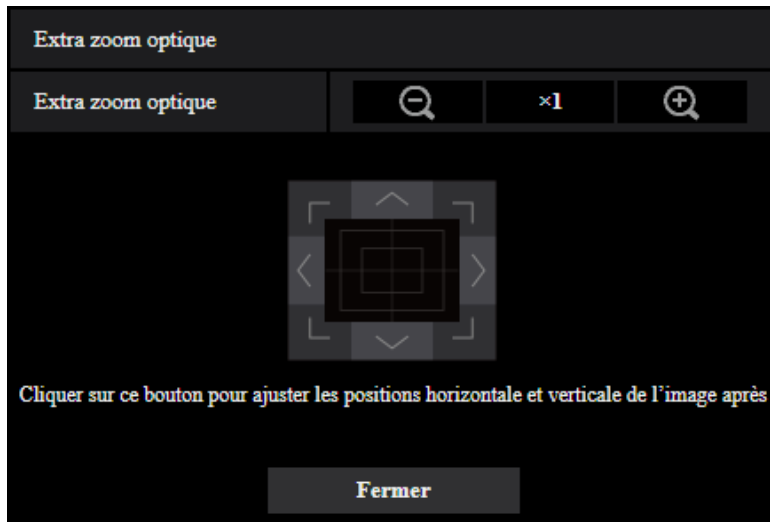 Extra zoom optique
Extra zoom optique ×1
Cliquer sur ce bouton pour ajuster les positions horizontale et verticale de l’image après
Fermer